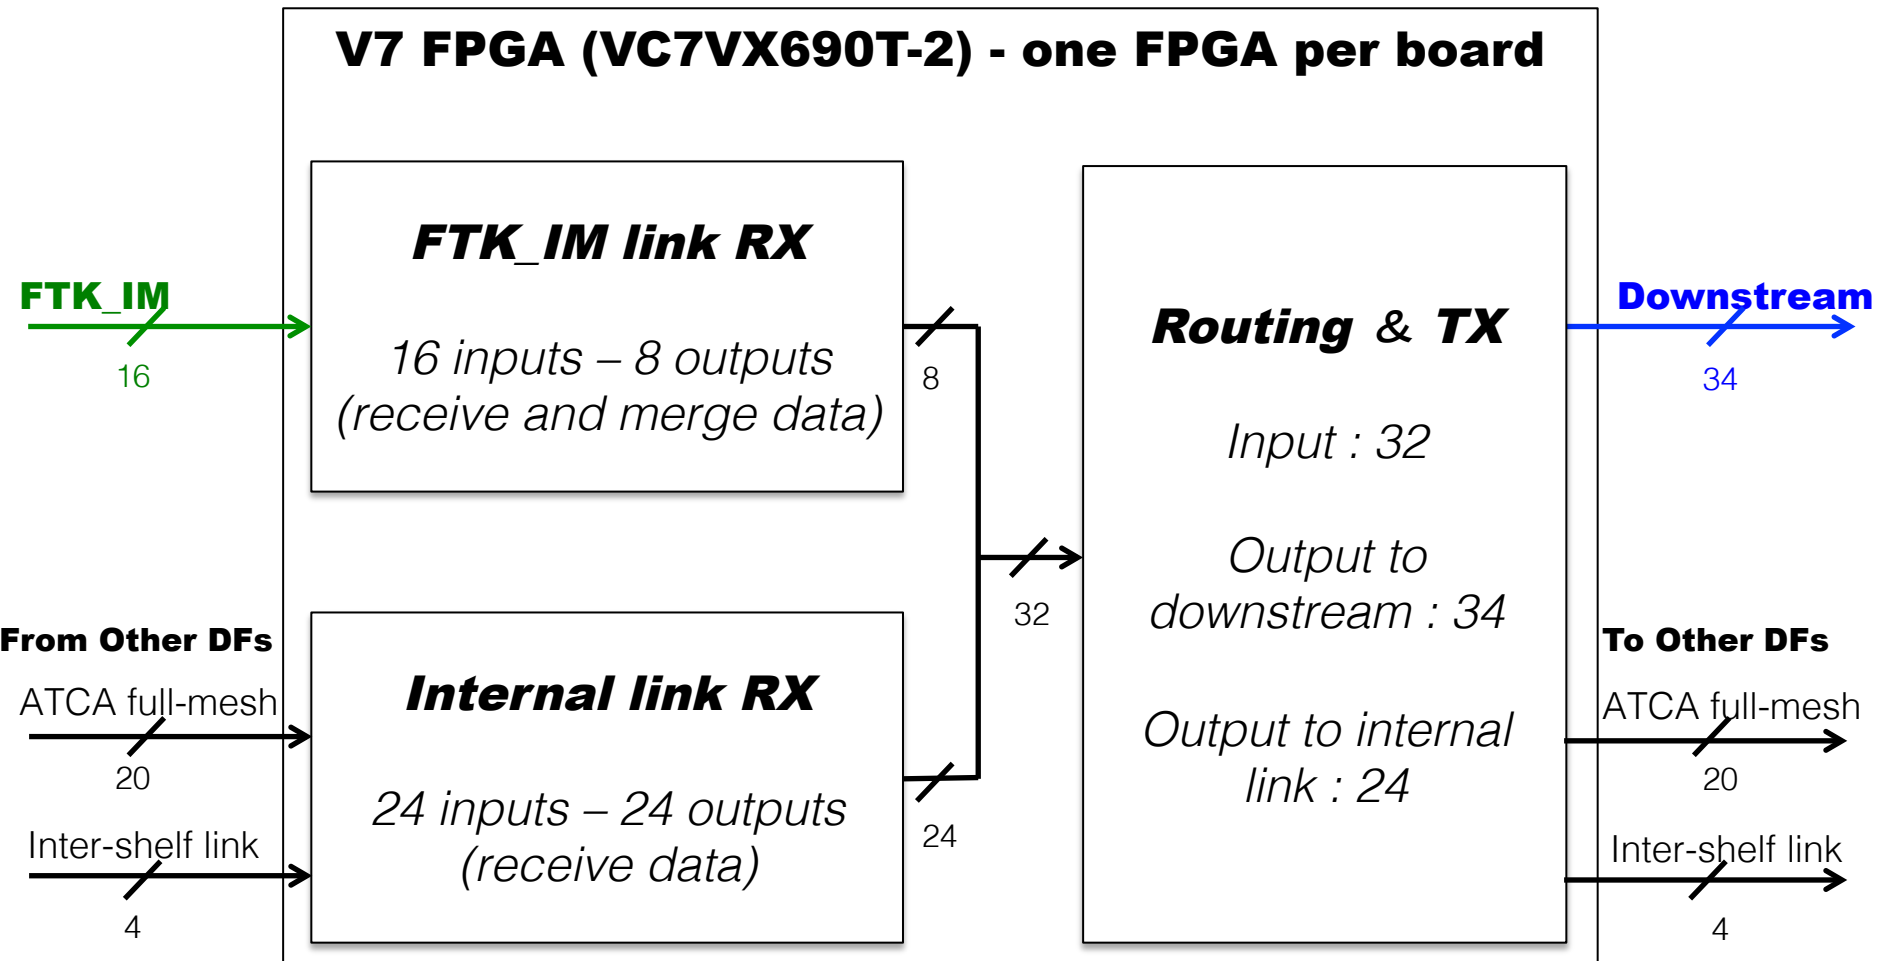 V7 FPGA (VC7VX690T-2) - one FPGA per board
FTK_IM
16
FTK_IM link RX
16 inputs – 8 outputs
(receive and merge data)
8
From Other DFs
ATCA full-mesh
20
Inter-shelf link
4
Internal link RX
24 inputs – 24 outputs
(receive data)
24
32
Routing & TX
Input : 32
Output to
downstream : 34
Output to internal
link : 24
Downstream
34
To Other DFs
ATCA full-mesh
20
Inter-shelf link
4